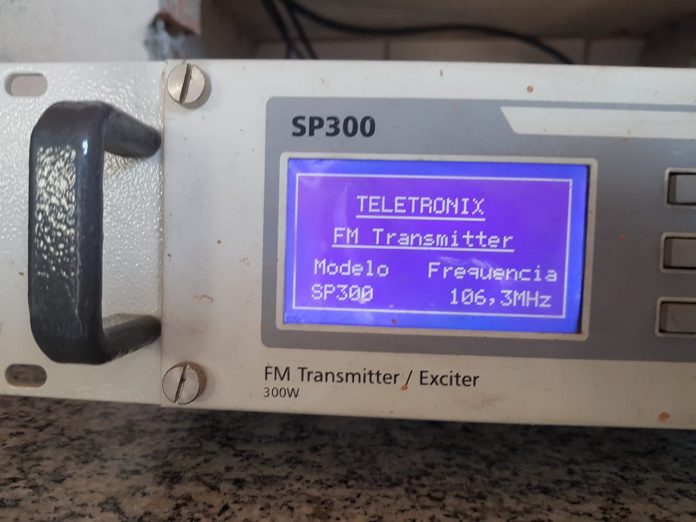 SP300
TELETRONIX
FM Transmitter
Modelo Frequencia
SP300 106,3MHz
FM Transmitter / Exciter
300W